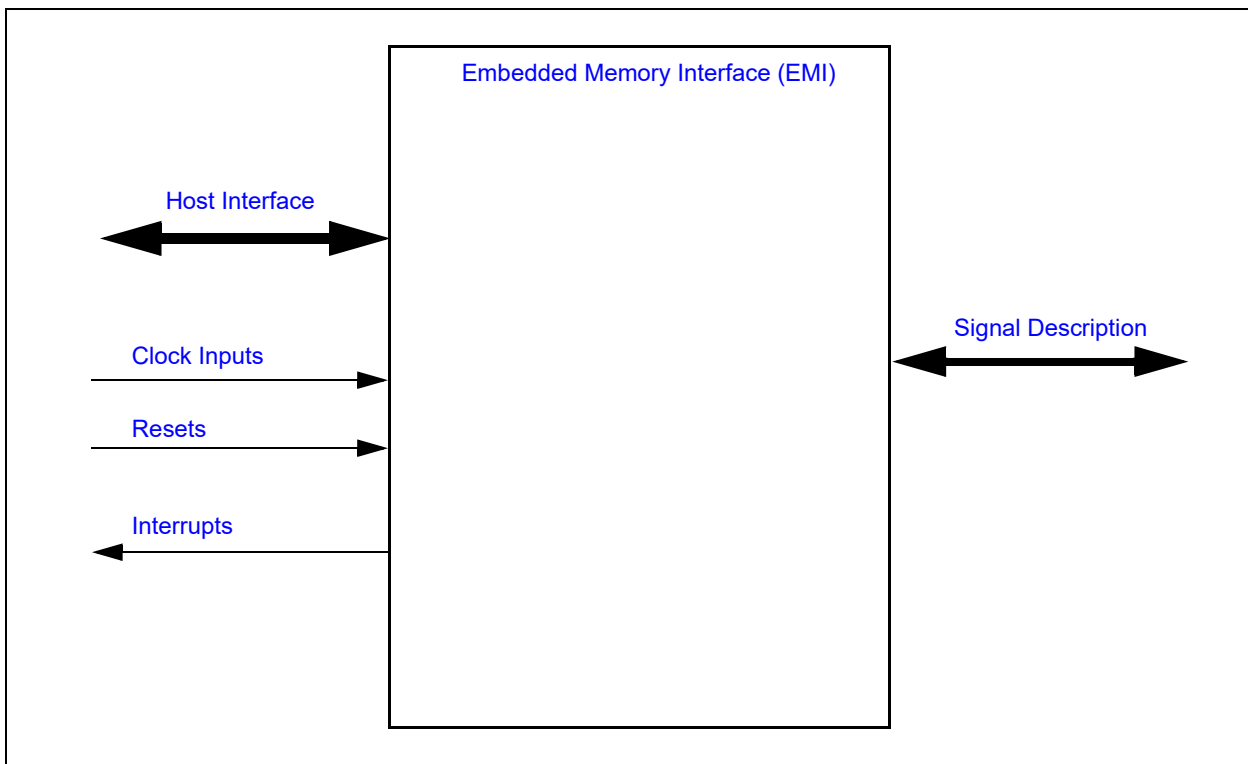 Embedded Memory Interface (EMI)
Host Interface
Signal Description
Clock Inputs
Resets
Interrupts